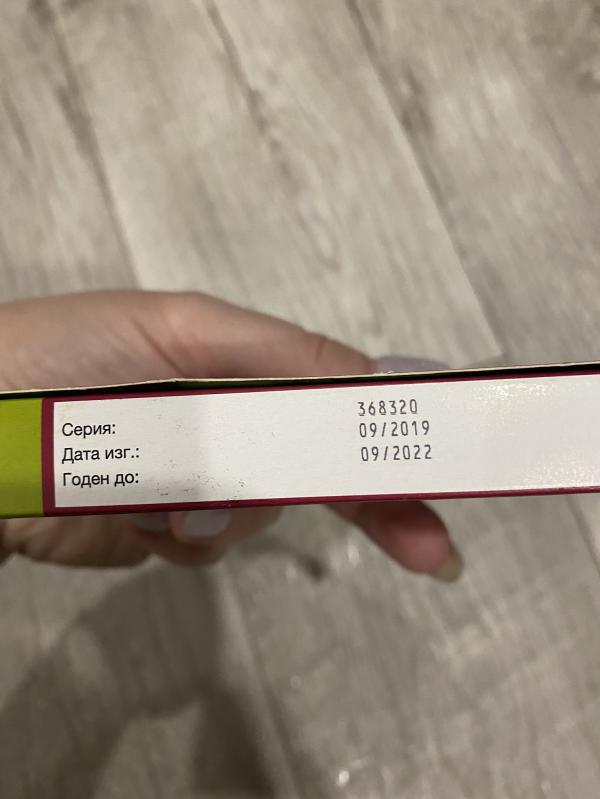 Серия: 368320
Дата изг.: 09/2019
Годен до: 09/2022